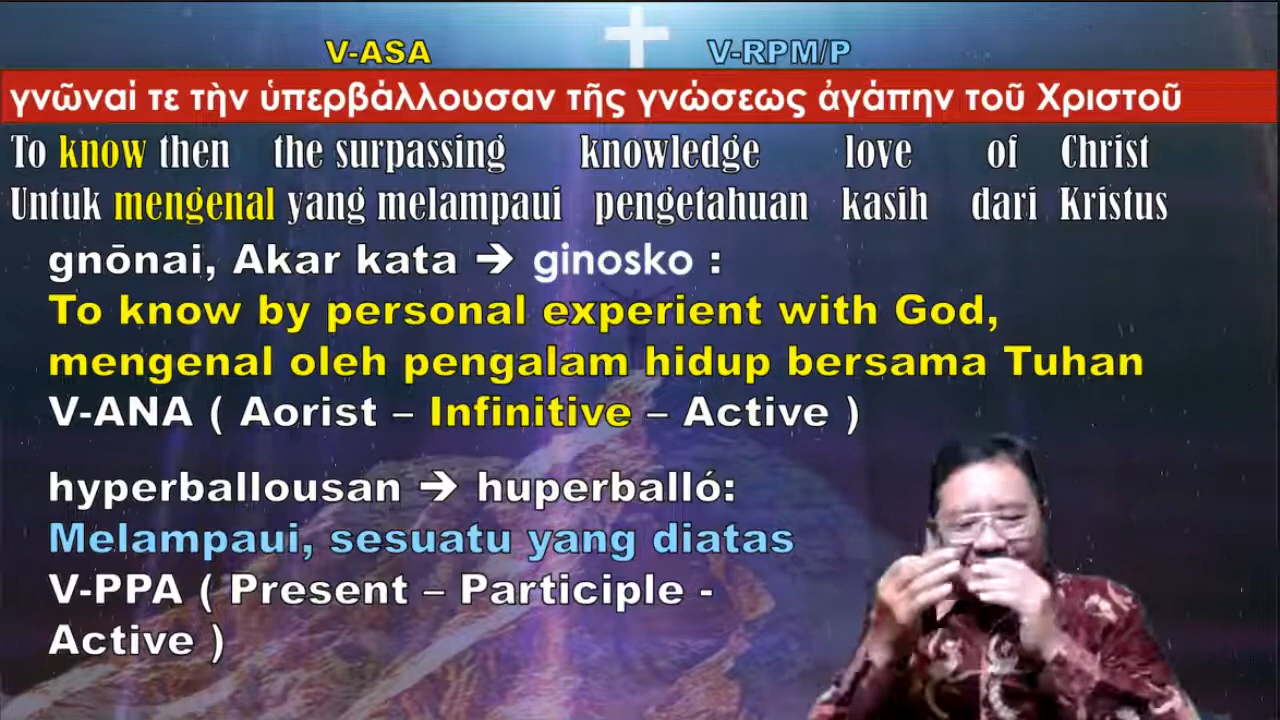 V-ASA V-RPM/P
γνῶναί τε τὴν ὑπερβάλλουσαν τῆς γνώσεως ἀγάπην τοῦ Χριστοῦ
To know then the surpassing knowledge love of Christ
Untuk mengenal yang melampaui pengetahuan kasih dari Kristus
gnōnai, Akar kata ➔ ginosko :
To know by personal experient with God,
mengenal oleh pengalam hidup bersama Tuhan
V-ANA ( Aorist – Infinitive – Active )
hyperballousan ➔ huperballó:
Melampaui, sesuatu yang diatas
V-PPA ( Present – Participle -
Active )